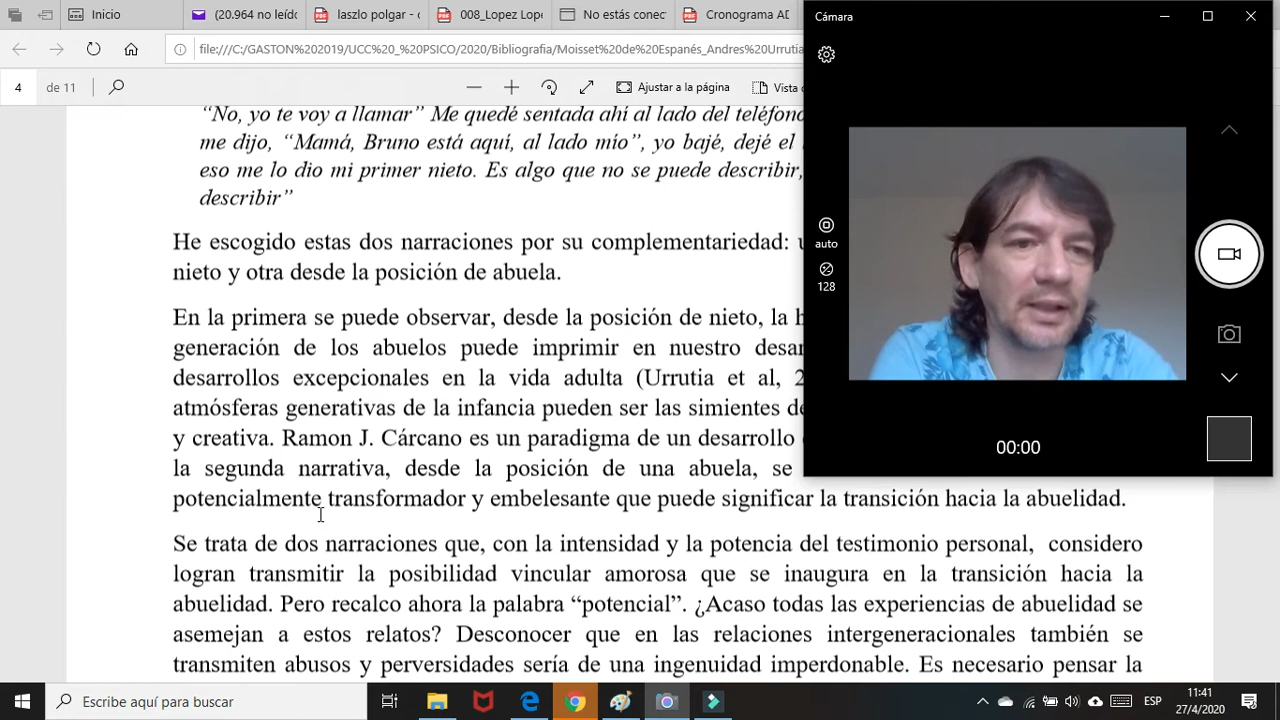 Inicio
(20.964 no leído
laszlo polgar - c
008_Lopez Lope
No estás conec
Cronograma AD
Cámara
file:///C:/GASTON%202019/UCC%20_%20PSICO/2020/Bibliografia/Moisset%20de%20Espanés_Andres%20Urrutia
4 de 11
Ajustar a la página
Vista d
“No, yo te voy a llamar” Me quedé sentada ahí al lado del teléfono
me dijo, “Mamá, Bruno está aquí, al lado mío”, yo bajé, dejé el
eso me lo dio mi primer nieto. Es algo que no se puede describir,
describir”
He escogido estas dos narraciones por su complementariedad: u
nieto y otra desde la posición de abuela.
En la primera se puede observar, desde la posición de nieto, la h
generación de los abuelos puede imprimir en nuestro desar
desarrollos excepcionales en la vida adulta (Urrutia et al, 2
atmósferas generativas de la infancia pueden ser las simientes de
y creativa. Ramon J. Cárcano es un paradigma de un desarrollo
la segunda narrativa, desde la posición de una abuela, se
potencialmente transformador y embelesante que puede significar la transición hacia la abuelidad.
Se trata de dos narraciones que, con la intensidad y la potencia del testimonio personal, considero
logran transmitir la posibilidad vincular amorosa que se inaugura en la transición hacia la
abuelidad. Pero recalco ahora la palabra “potencial”. ¿Acaso todas las experiencias de abuelidad se
asemejan a estos relatos? Desconocer que en las relaciones intergeneracionales también se
transmiten abusos y perversidades sería de una ingenuidad imperdonable. Es necesario pensar la
auto
128
00:00
Escribe aquí para buscar
ESP
11:41
27/4/2020